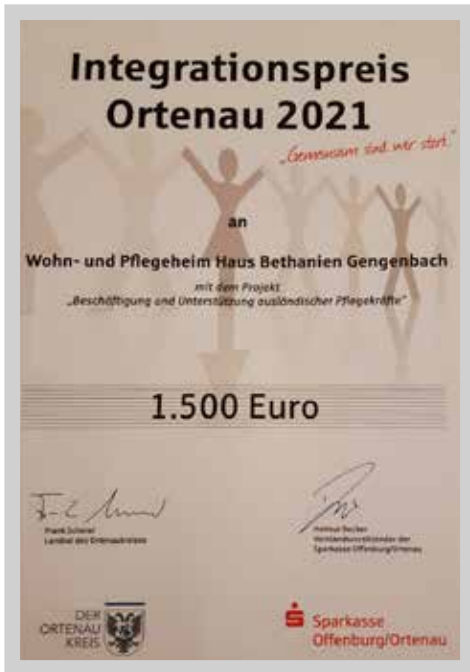 Integrationspreis
Ortenau 2021
„Gemeinsam sind wir stark“
an
Wohn- und Pflegeheim Haus Bethanien Gengenbach
mit dem Projekt
„Beschäftigung und Unterstützung ausländischer Pflegekräfte“
1.500 Euro
Frank Scherer
Landrat des Ortenaukreises
Helmut Becker
Vorstandsvorsitzender der
Sparkasse Offenburg/Ortenau
DER
ORTENAU
KREIS
Sparkasse
Offenburg/Ortenau